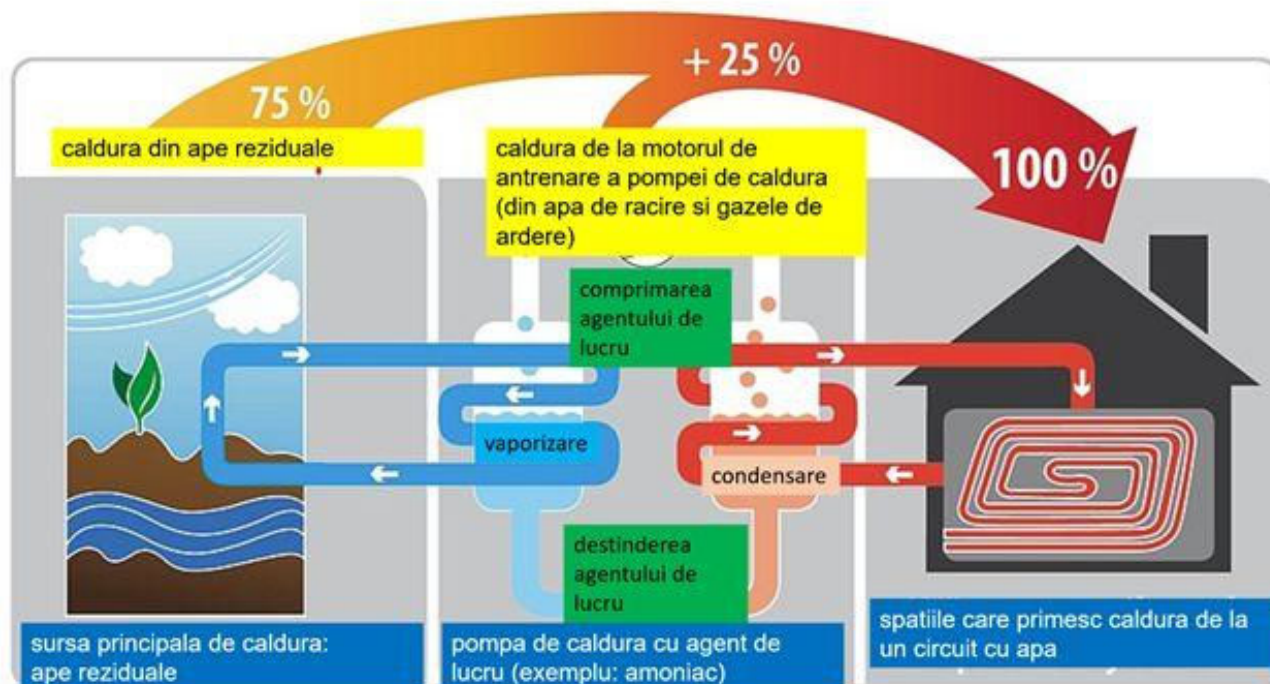 75 %
+ 25 %
100 %
caldura din ape reziduale
caldura de la motorul de
antrenare a pompei de caldura
(din apa de racire si gazele de
ardere)
comprimarea
agentului de
lucru
vaporizare
condensare
destinderea
agentului de
lucru
sursa principala de caldura:
ape reziduale
pompa de caldura cu agent de
lucru (exemplu: amoniac)
spatiile care primesc caldura de la
un circuit cu apa